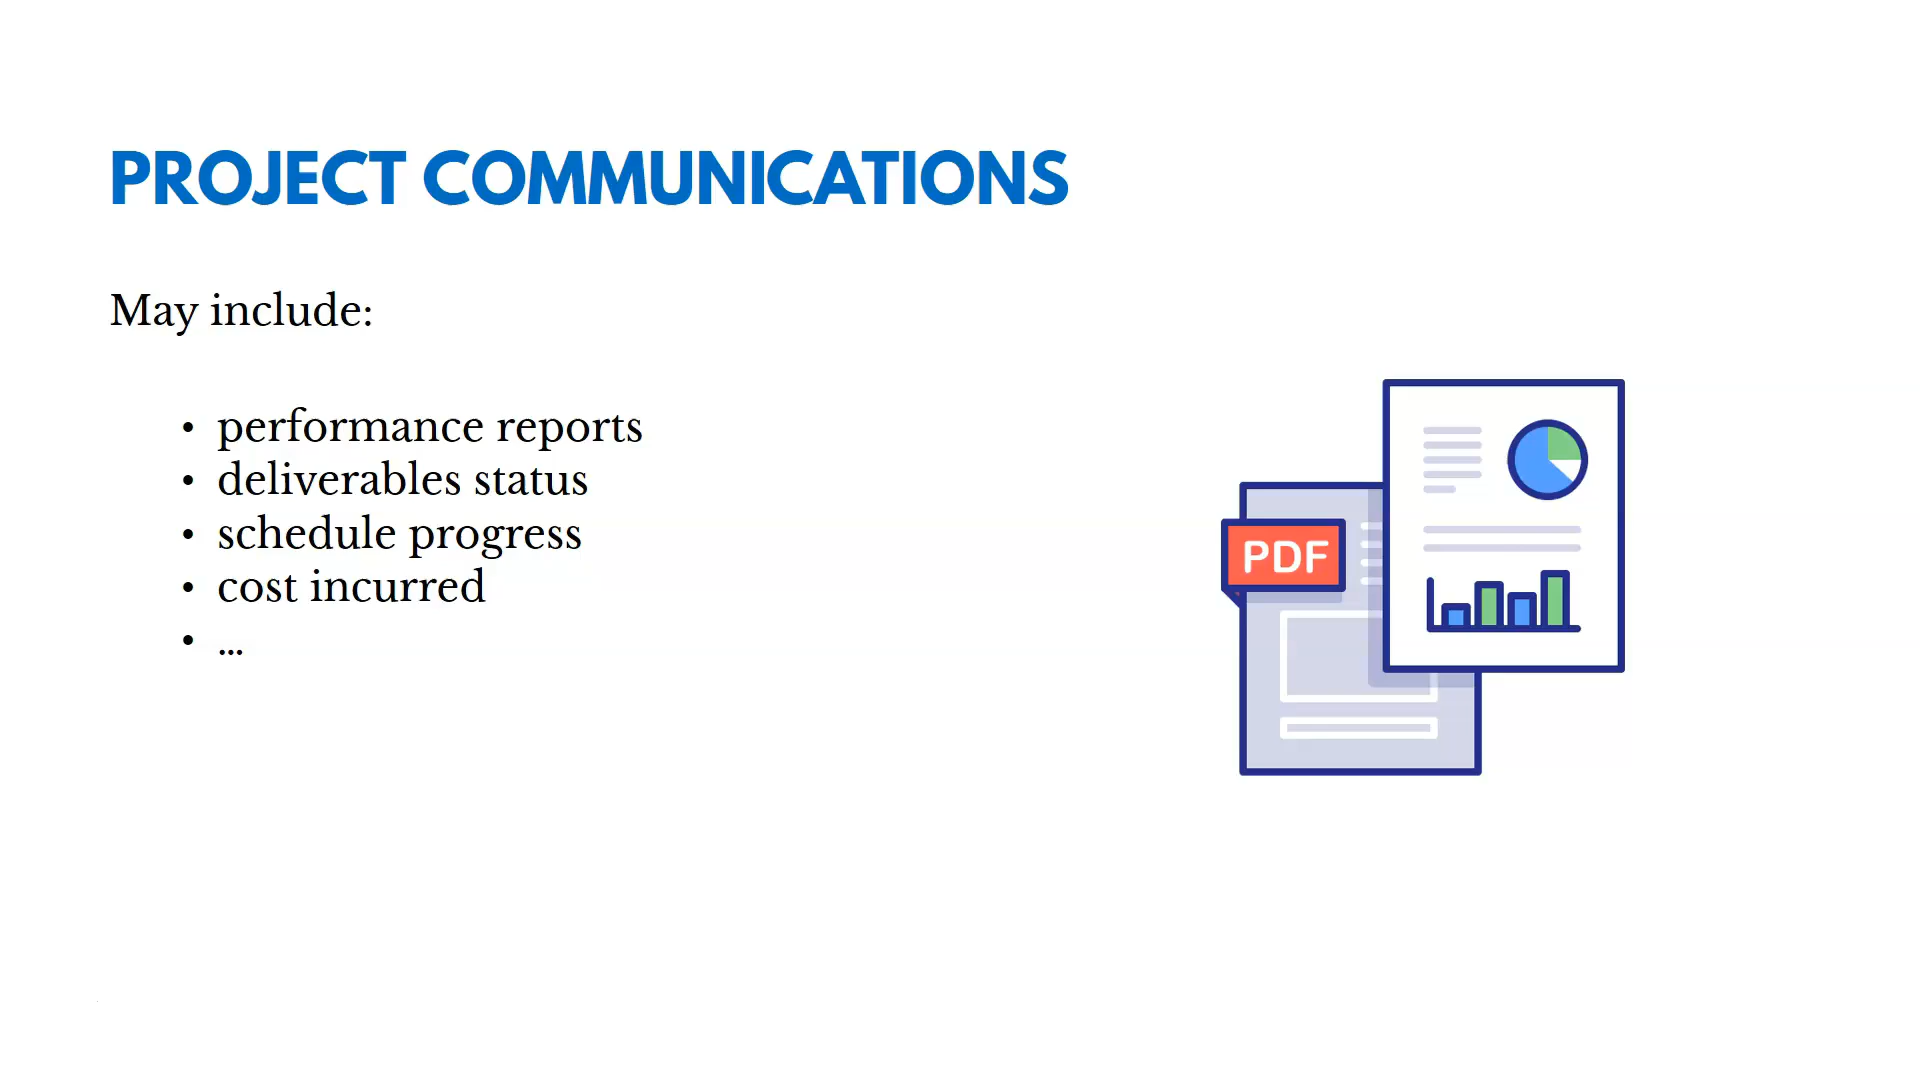 PROJECT COMMUNICATIONS
May include:
• performance reports
• deliverables status
• schedule progress
• cost incurred
• ...
PDF